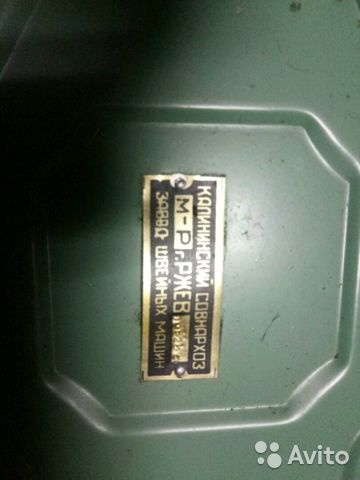 КАЛИНИНСКИЙ СОВНАРХОЗ
М-Р г. РЖЕВ
ЗАВОД ШВЕЙНЫХ МАШИН
Avito